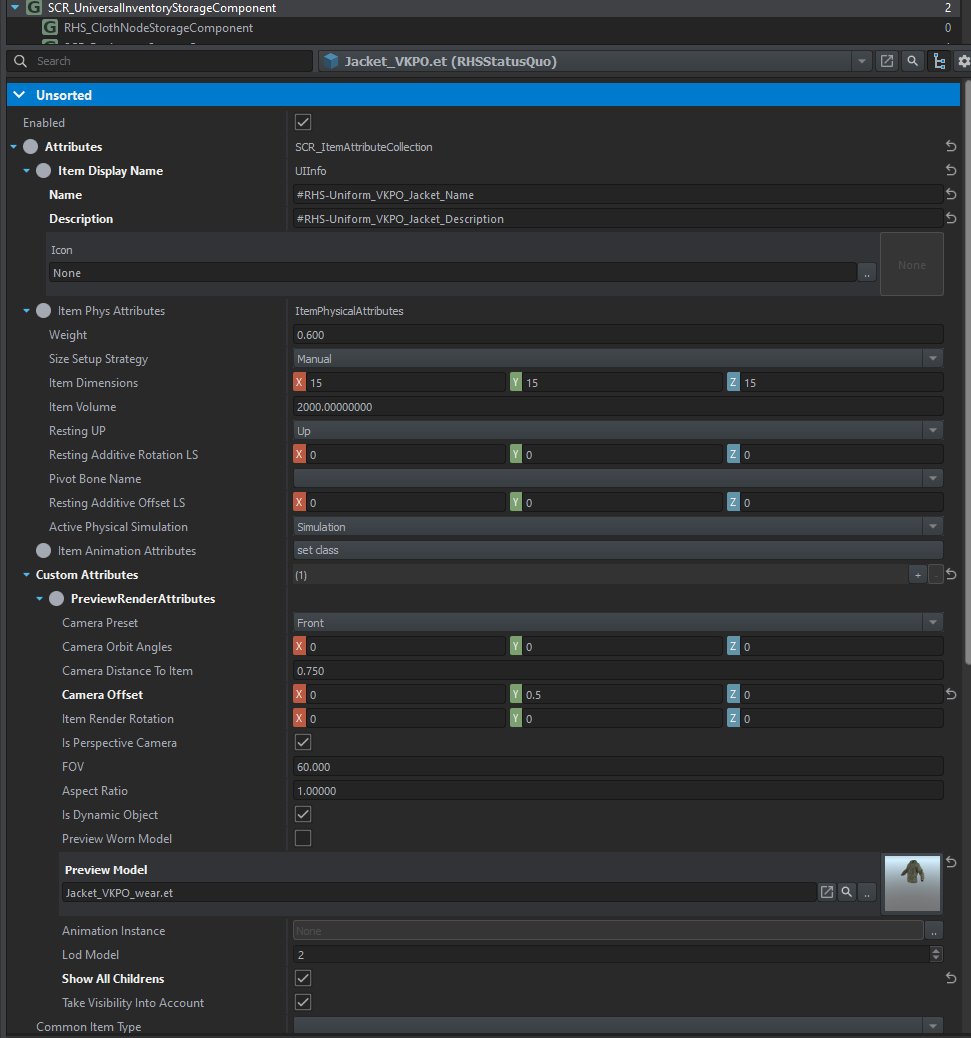 G SCR_UniversalInventoryStorageComponent 2
G RHS_ClothNodeStorageComponent 0
Search Jacket_VKPO.et (RHSStatusQuo)
Unsorted
Enabled
Attributes SCR_ItemAttributeCollection
Item Display Name UIInfo
Name #RHS-Uniform_VKPO_Jacket_Name
Description #RHS-Uniform_VKPO_Jacket_Description
Icon
None .. None
Item Phys Attributes ItemPhysicalAttributes
Weight 0.600
Size Setup Strategy Manual
Item Dimensions X 15 Y 15 Z 15
Item Volume 2000.00000000
Resting UP Up
Resting Additive Rotation LS X 0 Y 0 Z 0
Pivot Bone Name
Resting Additive Offset LS X 0 Y 0 Z 0
Active Physical Simulation Simulation
Item Animation Attributes set class
Custom Attributes (1) + -
PreviewRenderAttributes
Camera Preset Front
Camera Orbit Angles X 0 Y 0 Z 0
Camera Distance To Item 0.750
Camera Offset X 0 Y 0.5 Z 0
Item Render Rotation X 0 Y 0 Z 0
Is Perspective Camera
FOV 60.000
Aspect Ratio 1.00000
Is Dynamic Object
Preview Worn Model
Preview Model
Jacket_VKPO_wear.et ..
Animation Instance None ..
Lod Model 2
Show All Childrens
Take Visibility Into Account
Common Item Type